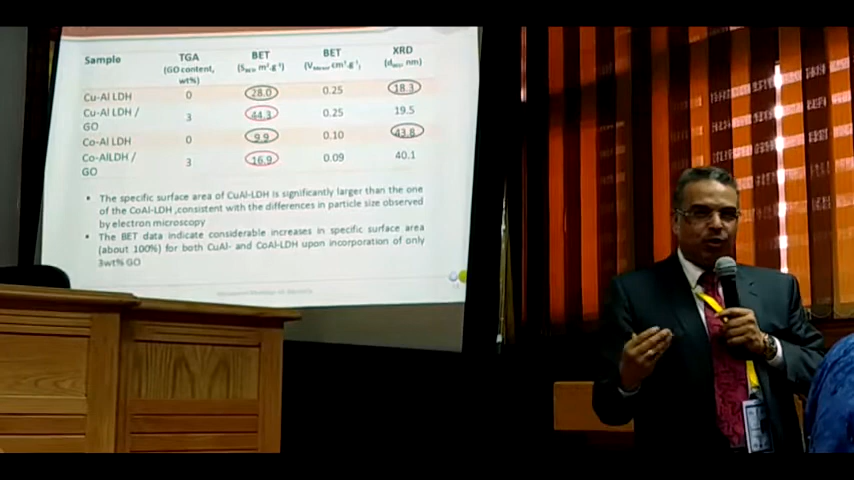 Sample TGA BET BET XRD
(GO content, wt%) (S m².g⁻¹) (V cm³.g⁻¹) (d nm)
Cu-Al LDH 0 28.0 0.25 18.3
Cu-Al LDH / GO 3 44.3 0.25 19.5
Co-Al LDH 0 9.9 0.10 43.8
Co-AlLDH / GO 3 16.9 0.09 40.1
• The specific surface area of CuAl-LDH is significantly larger than the one
of the CoAl-LDH ,consistent with the differences in particle size observed
by electron microscopy
• The BET data indicate considerable increases in specific surface area
(about 100%) for both CuAl- and CoAl-LDH upon incorporation of only
3wt% GO